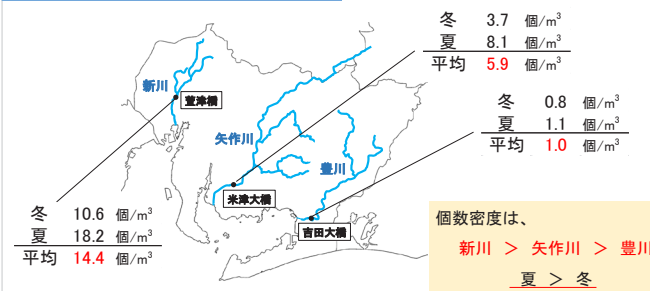 冬 3.7 個/m³
夏 8.1 個/m³
平均 5.9 個/m³
冬 0.8 個/m³
夏 1.1 個/m³
平均 1.0 個/m³
新川
萱津橋
矢作川
豊川
米津大橋
吉田大橋
冬 10.6 個/m³
夏 18.2 個/m³
平均 14.4 個/m³
個数密度は、
新川 ＞ 矢作川 ＞ 豊川
夏 ＞ 冬